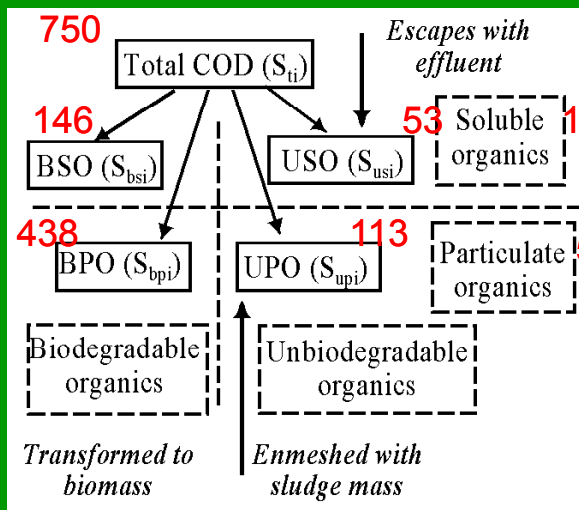 750
Total COD (Sti)
Escapes with
effluent
146
BSO (Sbsi)
USO (Susi)
53
Soluble
organics
1
438
BPO (Sbpi)
UPO (Supi)
113
Particulate
organics
Biodegradable
organics
Unbiodegradable
organics
Transformed to
biomass
Enmeshed with
sludge mass